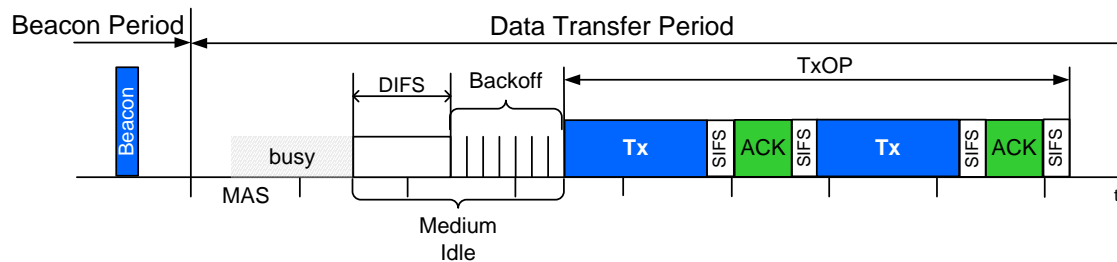 Beacon Period
Data Transfer Period
TxOP
DIFS
Backoff
Beacon
busy
Tx
SIFS
ACK
SIFS
Tx
SIFS
ACK
SIFS
MAS
t
Medium
Idle